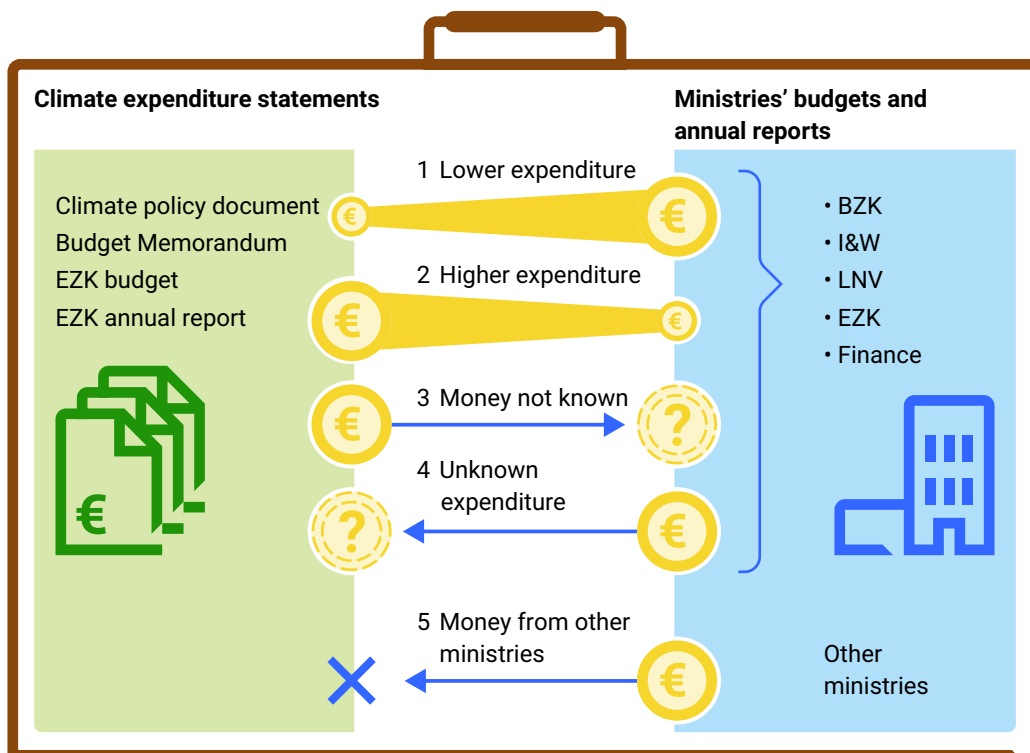 Climate expenditure statements
Ministries’ budgets and
annual reports
Climate policy document
Budget Memorandum
EZK budget
EZK annual report
1 Lower expenditure
€
€
2 Higher expenditure
€
€
3 Money not known
€
?
4 Unknown
expenditure
?
€
5 Money from other
ministries
€
• BZK
• I&W
• LNV
• EZK
• Finance
€
Other
ministries